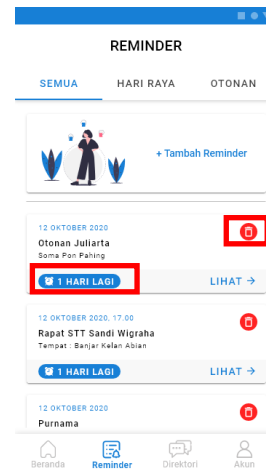 REMINDER
SEMUA HARI RAYA OTONAN
+ Tambah Reminder
12 OKTOBER 2020
Otonan Juliarta
Soma Pon Pahing
1 HARI LAGI LIHAT →
12 OKTOBER 2020, 17.00
Rapat STT Sandi Wigraha
Tempat : Banjar Kelan Abian
1 HARI LAGI LIHAT →
12 OKTOBER 2020
Purnama
Beranda Reminder Direktori Akun